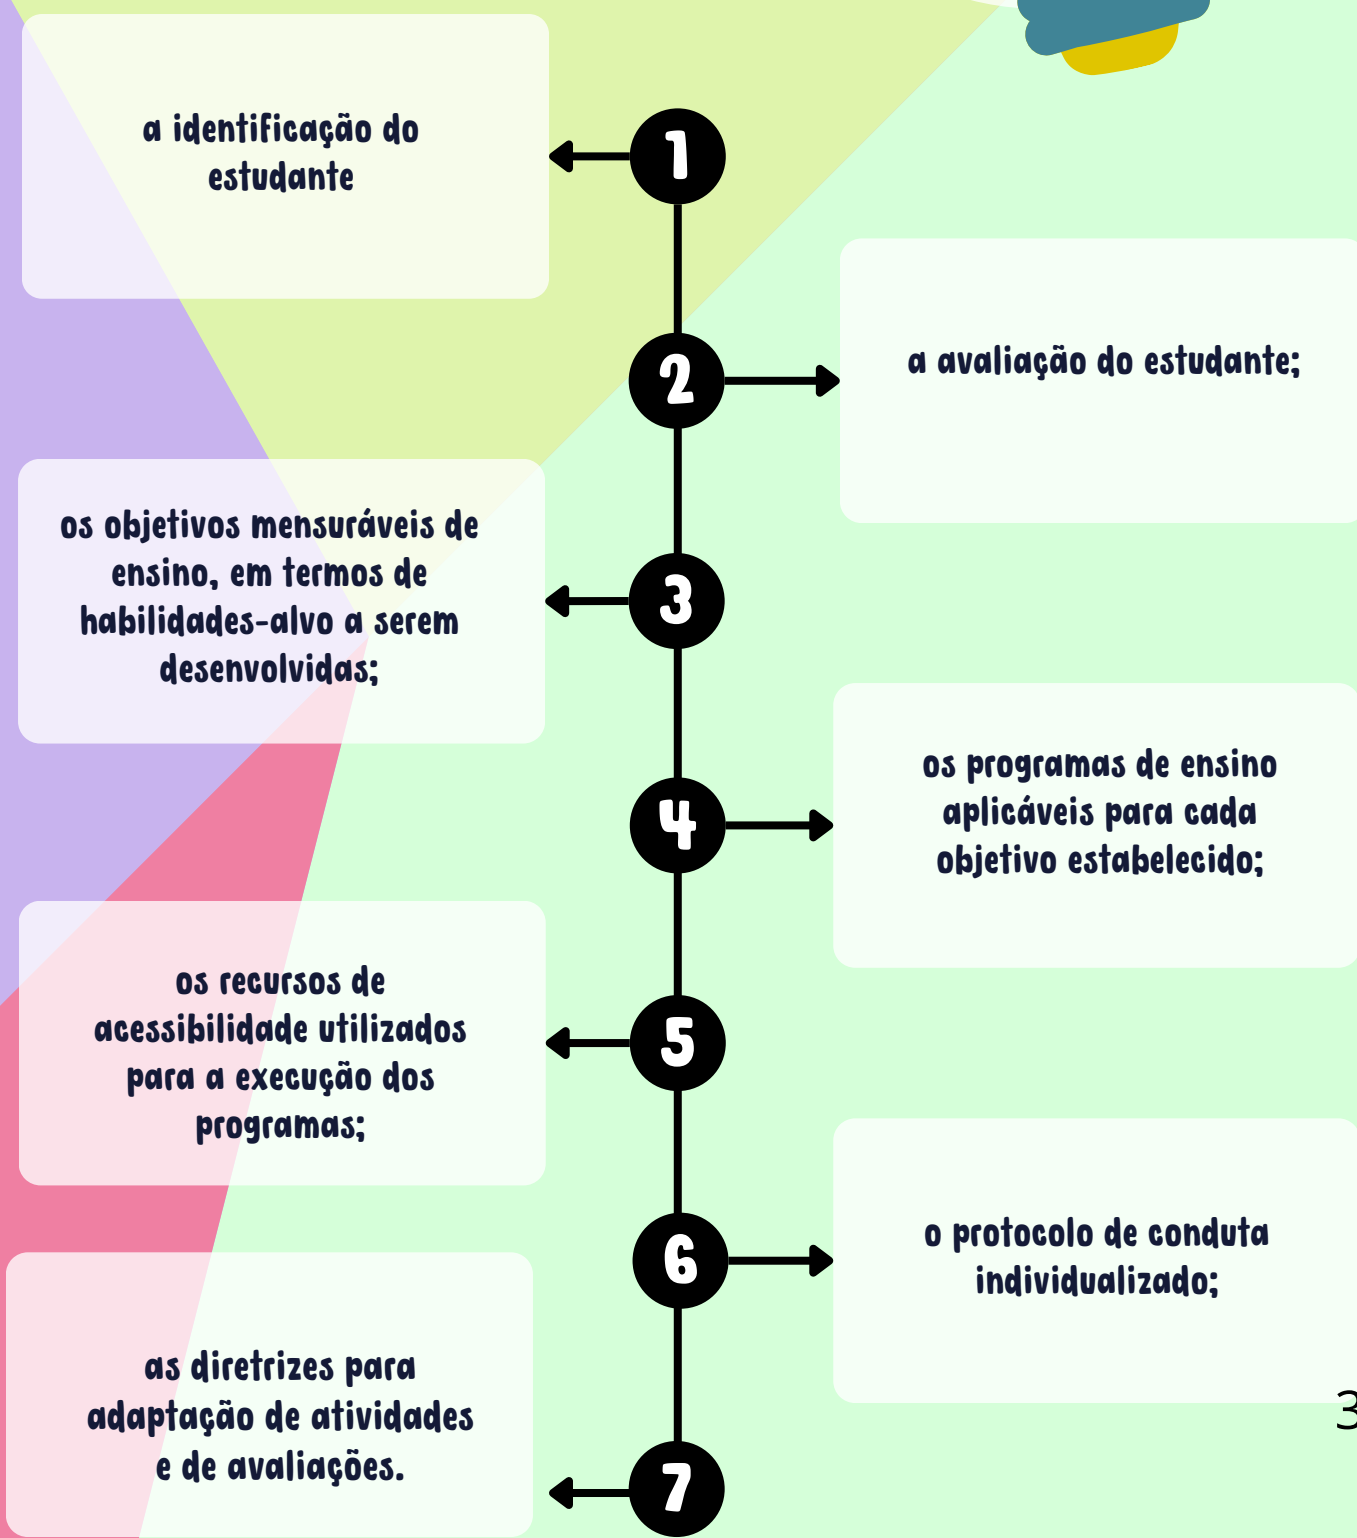 a identificação do
estudante
1
2
a avaliação do estudante;
os objetivos mensuráveis de
ensino, em termos de
habilidades-alvo a serem
desenvolvidas;
3
4
os programas de ensino
aplicáveis para cada
objetivo estabelecido;
os recursos de
acessibilidade utilizados
para a execução dos
programas;
5
6
o protocolo de conduta
individualizado;
3
as diretrizes para
adaptação de atividades
e de avaliações.
7